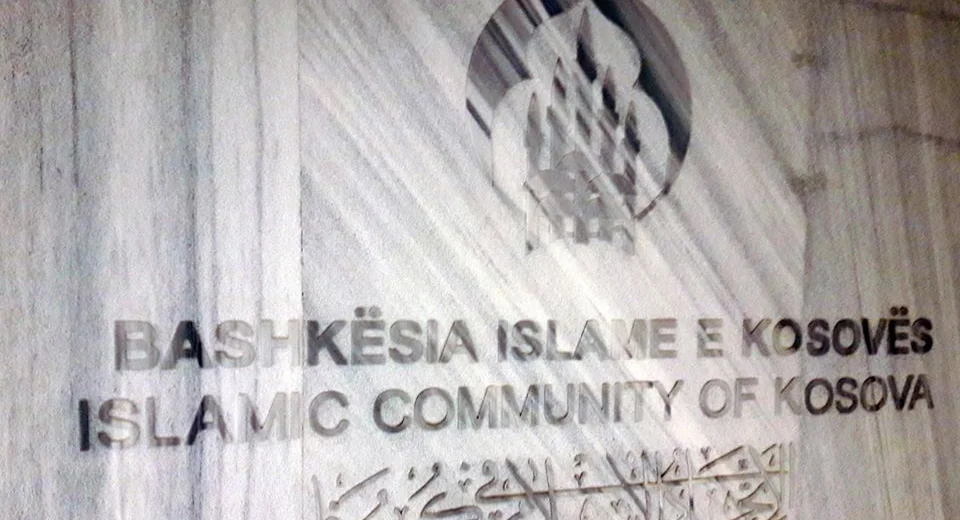 BASHKËSIA ISLAME E KOSOVËS
ISLAMIC COMMUNITY OF KOSOVA